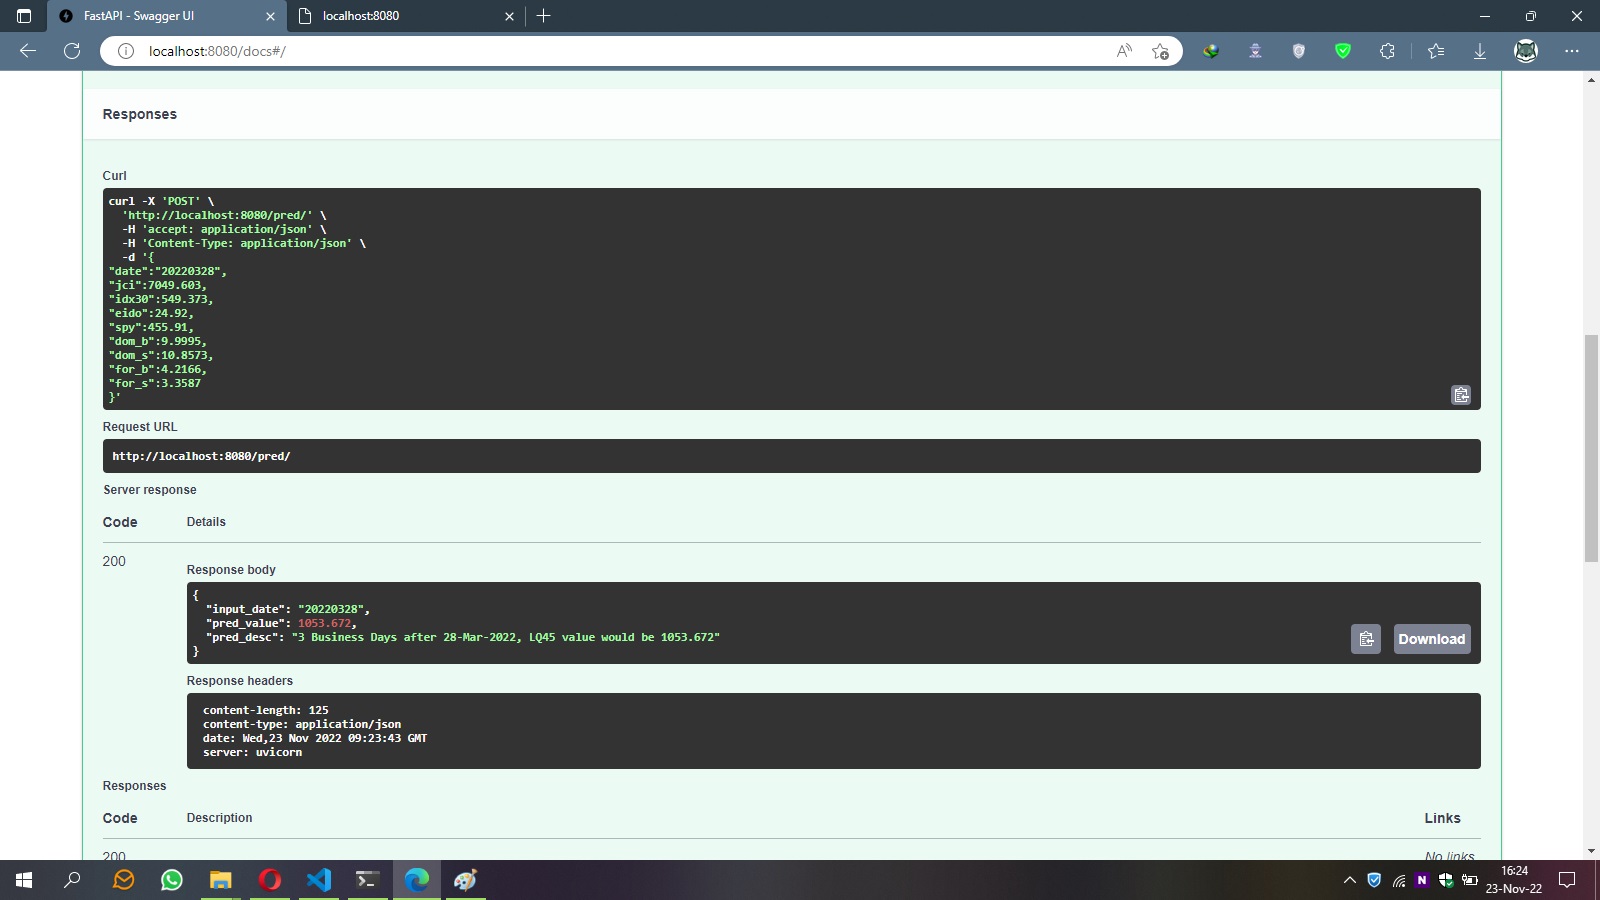 FastAPI - Swagger UI
localhost:8080
localhost:8080/docs#/
Responses
Curl
curl -X 'POST' \
'http://localhost:8080/pred/' \
-H 'accept: application/json' \
-H 'Content-Type: application/json' \
-d '{
"date":"20220328",
"jci":7049.603,
"idx30":549.373,
"eido":24.92,
"spy":455.91,
"dom_b":9.9995,
"dom_s":10.8573,
"for_b":4.2166,
"for_s":3.3587
}'
Request URL
http://localhost:8080/pred/
Server response
Code Details
200
Response body
{
"input_date": "20220328",
"pred_value": 1053.672,
"pred_desc": "3 Business Days after 28-Mar-2022, LQ45 value would be 1053.672"
}
Download
Response headers
content-length: 125
content-type: application/json
date: Wed,23 Nov 2022 09:23:43 GMT
server: uvicorn
Responses
Code Description Links
200 No links
16:24
23-Nov-22